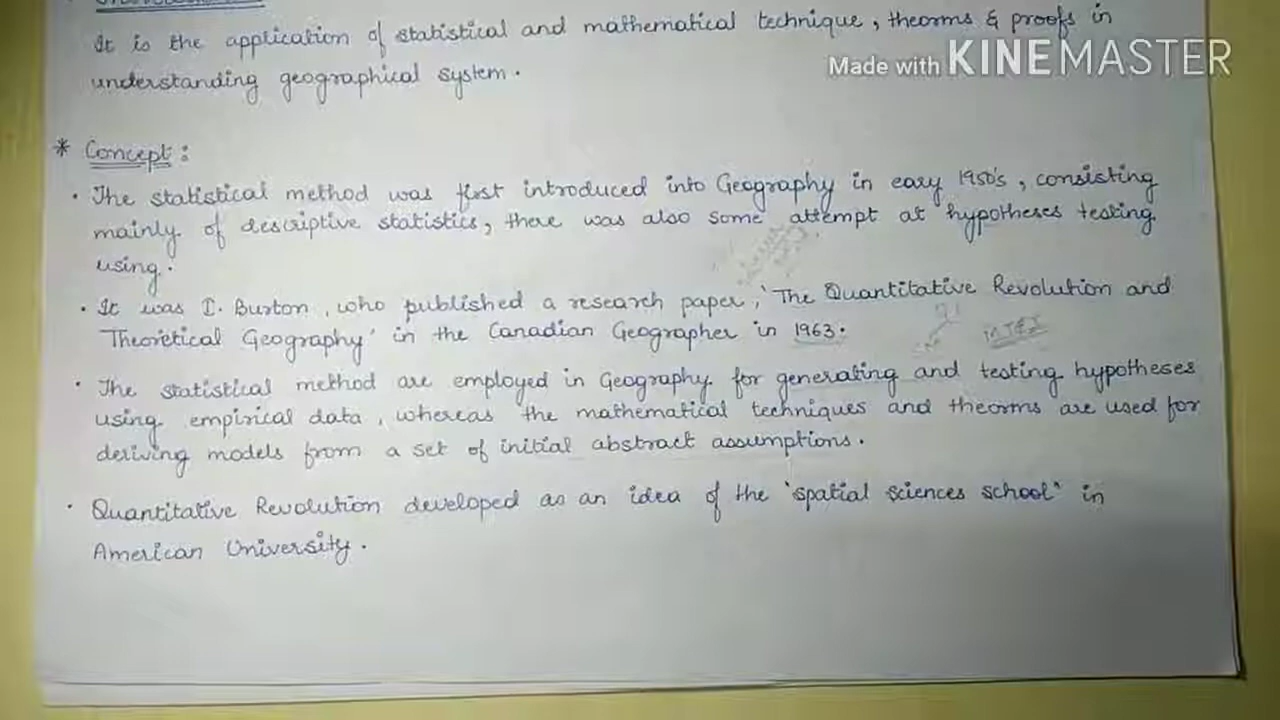 It is the application of statistical and mathematical technique, theorms & proofs in
understanding geographical system.
Made with KINEMASTER
* Concept :
· The statistical method was first introduced into Geography in eary 1950's, consisting
mainly of descriptive statistics, there was also some attempt at hypotheses testing
using.
· It was I. Burton, who published a research paper, 'The Quantitative Revolution and
Theoretical Geography' in the Canadian Geographer in 1963.
· The statistical method are employed in Geography for generating and testing hypotheses
using empirical data, whereas the mathematical techniques and theorms are used for
deriving models from a set of initial abstract assumptions.
· Quantitative Revolution developed as an idea of the 'spatial sciences school' in
American University.